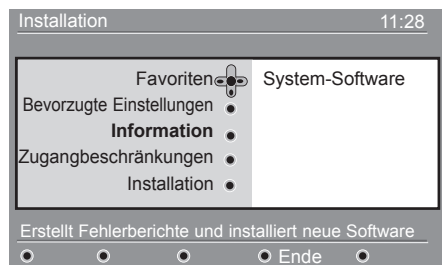 Installation 11:28
Favoriten System-Software
Bevorzugte Einstellungen
Information
Zugangbeschränkungen
Installation
Erstellt Fehlerberichte und installiert neue Software
Ende